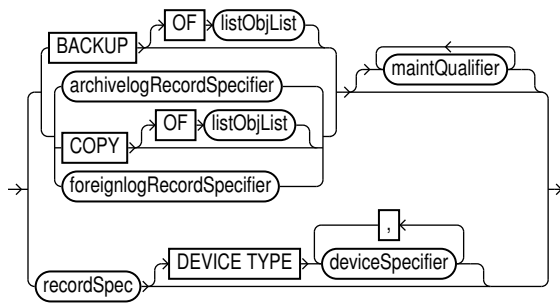 BACKUP OF listObjList
maintQualifier
archivelogRecordSpecifier
COPY OF listObjList
foreignlogRecordSpecifier
,
recordSpec DEVICE TYPE deviceSpecifier